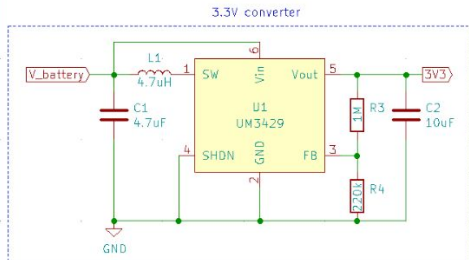 3.3V converter
V_battery
L1
4.7uH
1
SW
6
Vin
Vout
5
3V3
C1
4.7uF
U1
UM3429
R3
1M
C2
10uF
4
SHDN
GND
2
FB
3
R4
220k
GND